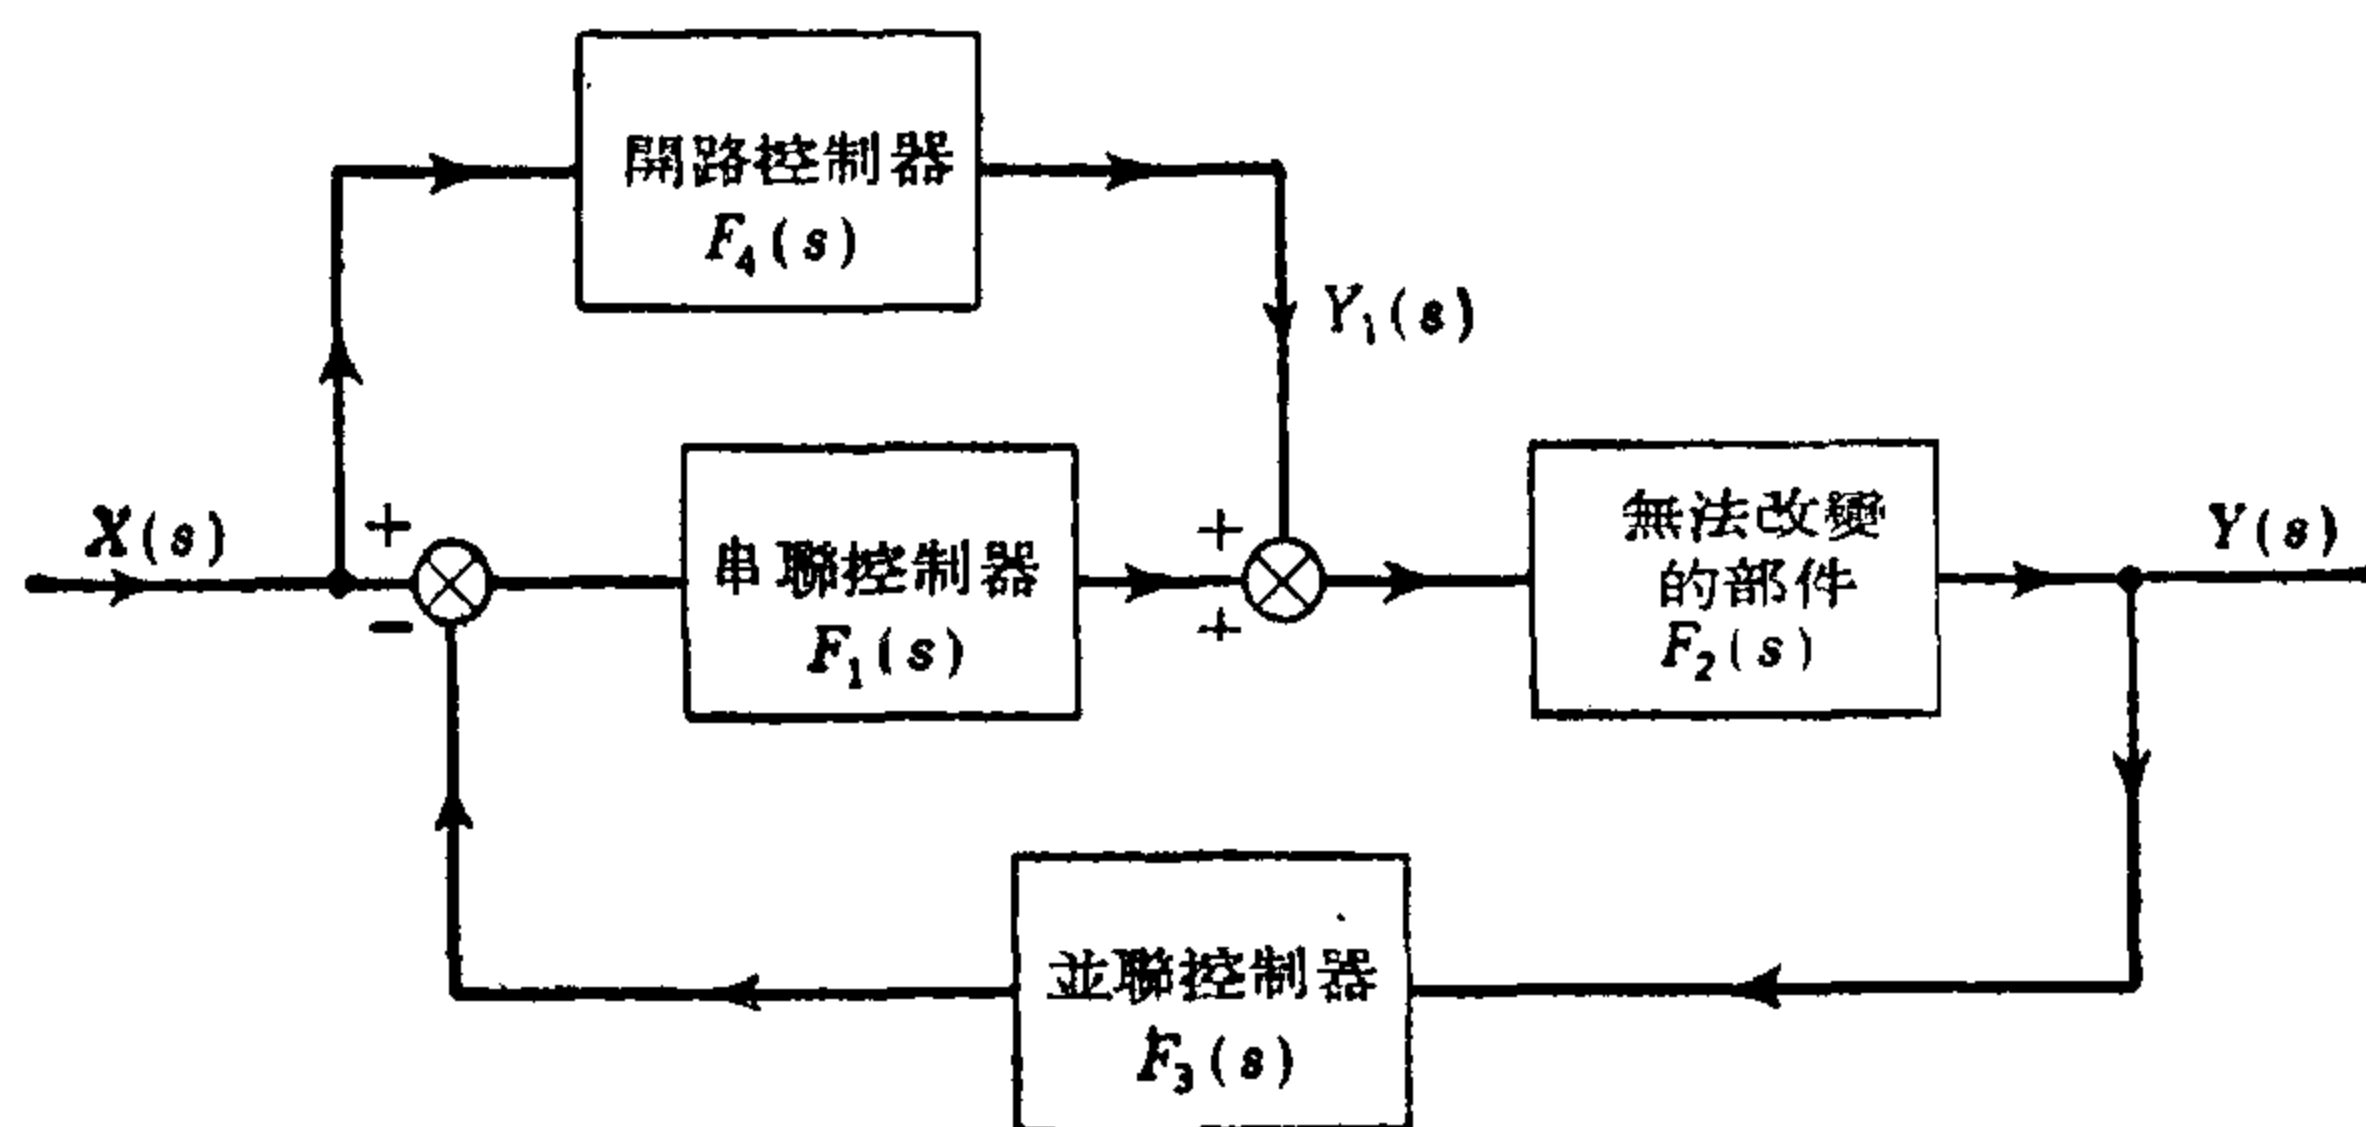 開路控制器
F₄(s)
Y₁(s)
X(s)
+
−
串聯控制器
F₁(s)
+
+
無法改變
的部件
F₂(s)
Y(s)
並聯控制器
F₃(s)